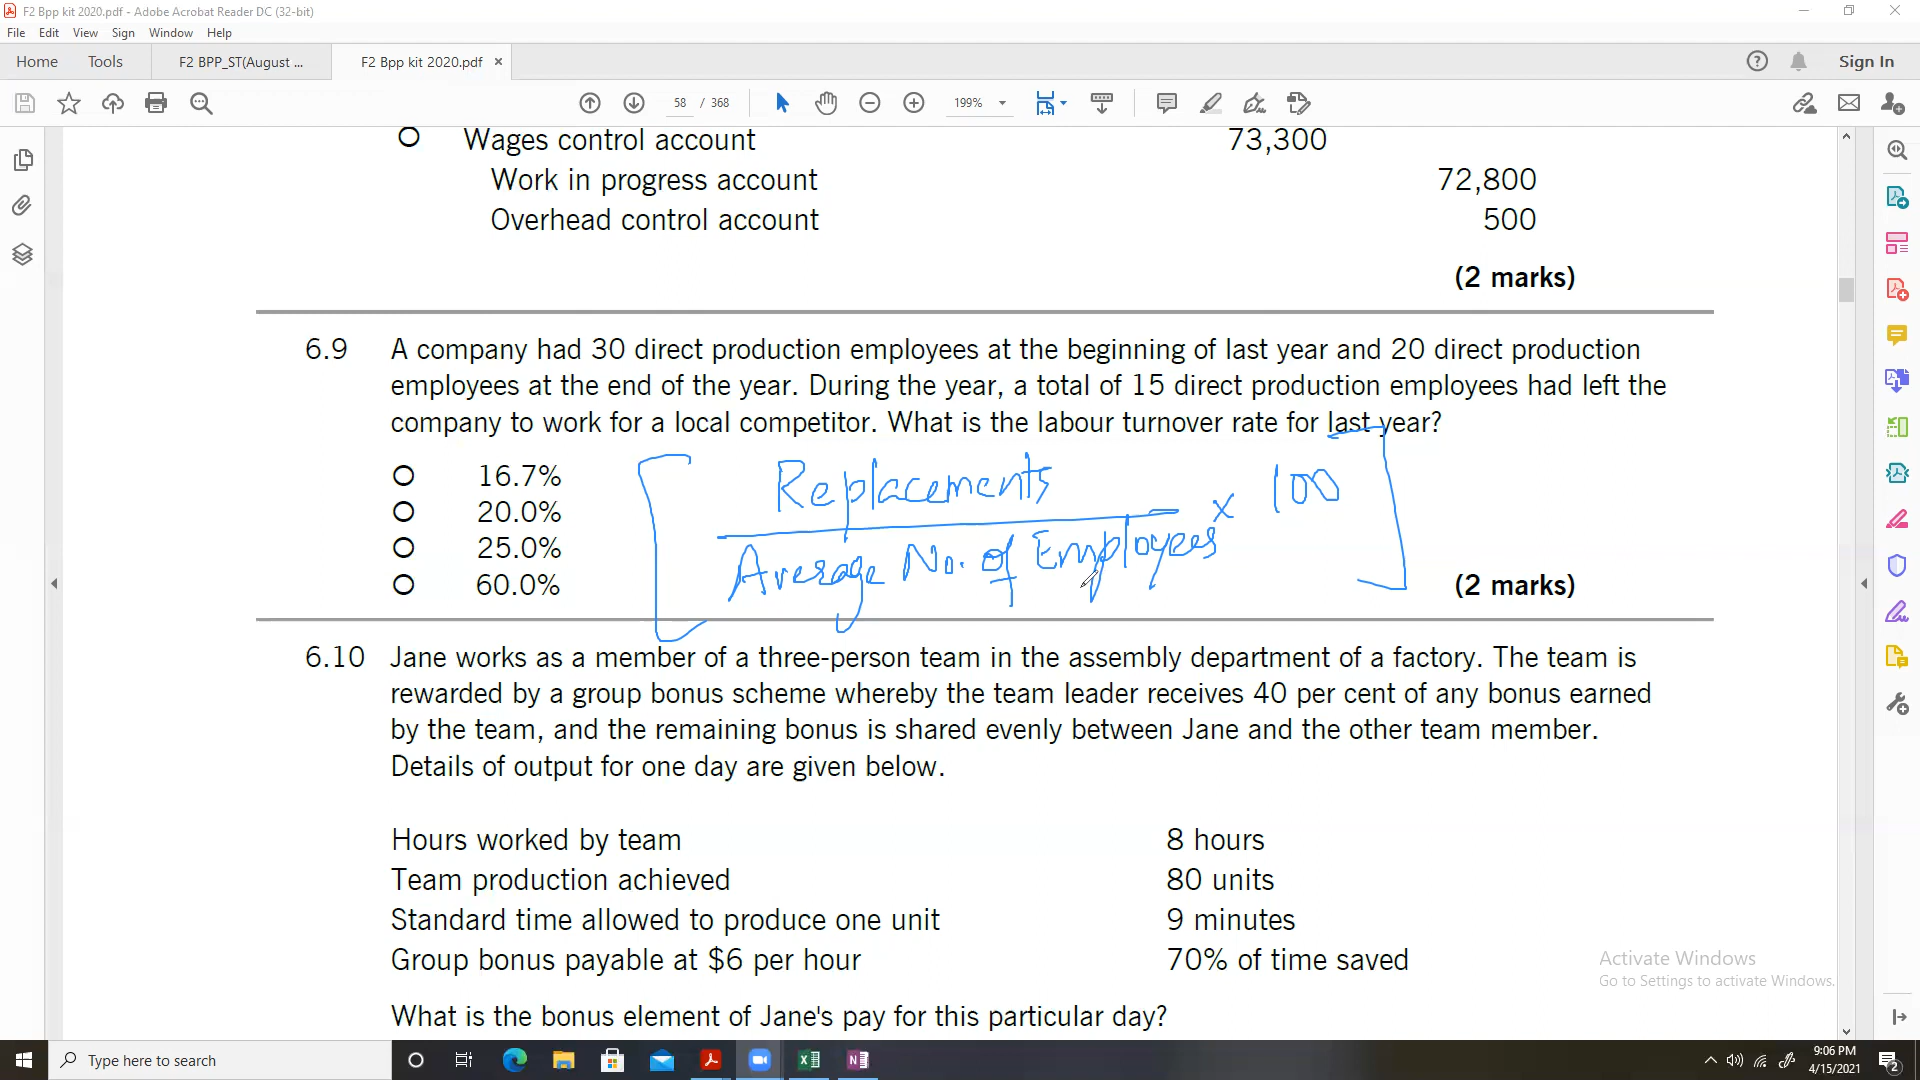 F2 Bpp kit 2020.pdf - Adobe Acrobat Reader DC (32-bit)
File Edit View Sign Window Help
Home Tools F2 BPP_ST(August ... F2 Bpp kit 2020.pdf × Sign In
58 / 368 199%
Wages control account 73,300
Work in progress account 72,800
Overhead control account 500
(2 marks)
6.9 A company had 30 direct production employees at the beginning of last year and 20 direct production
employees at the end of the year. During the year, a total of 15 direct production employees had left the
company to work for a local competitor. What is the labour turnover rate for last year?
16.7%
20.0%
25.0%
60.0%
Replacements × 100
Average No. of Employees
(2 marks)
6.10 Jane works as a member of a three-person team in the assembly department of a factory. The team is
rewarded by a group bonus scheme whereby the team leader receives 40 per cent of any bonus earned
by the team, and the remaining bonus is shared evenly between Jane and the other team member.
Details of output for one day are given below.
Hours worked by team 8 hours
Team production achieved 80 units
Standard time allowed to produce one unit 9 minutes
Group bonus payable at $6 per hour 70% of time saved
What is the bonus element of Jane's pay for this particular day?
Activate Windows
Go to Settings to activate Windows.
Type here to search
9:06 PM
4/15/2021
2